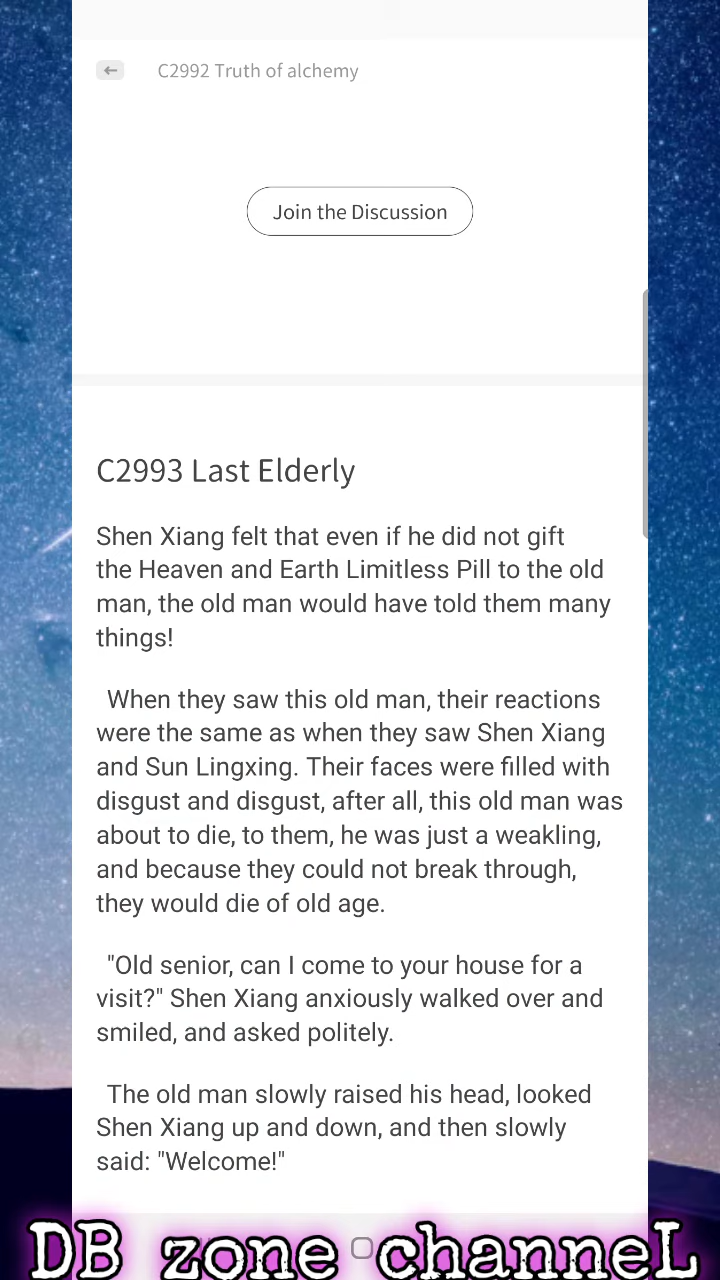 C2992 Truth of alchemy
Join the Discussion
C2993 Last Elderly
Shen Xiang felt that even if he did not gift
the Heaven and Earth Limitless Pill to the old
man, the old man would have told them many
things!
When they saw this old man, their reactions
were the same as when they saw Shen Xiang
and Sun Lingxing. Their faces were filled with
disgust and disgust, after all, this old man was
about to die, to them, he was just a weakling,
and because they could not break through,
they would die of old age.
"Old senior, can I come to your house for a
visit?" Shen Xiang anxiously walked over and
smiled, and asked politely.
The old man slowly raised his head, looked
Shen Xiang up and down, and then slowly
said: "Welcome!"
DB zone channeL